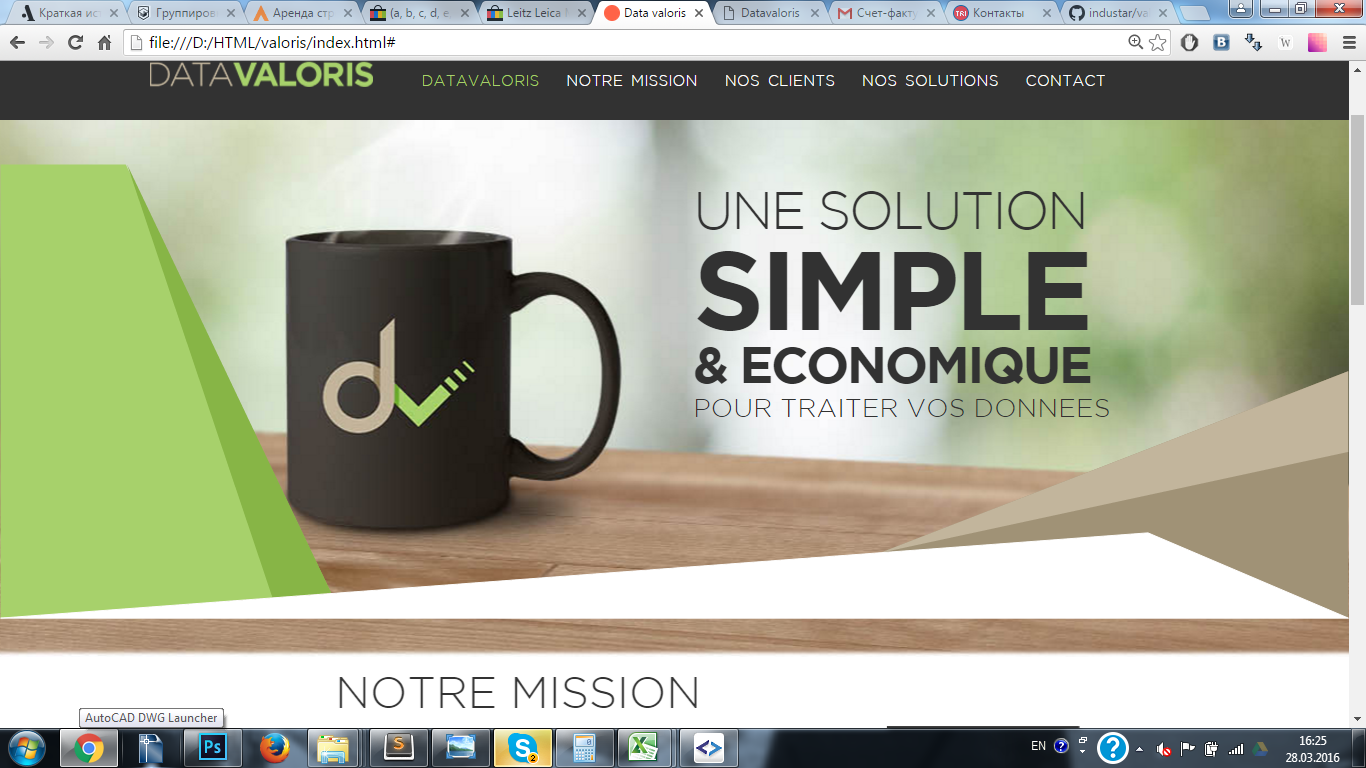 Краткая ис
Группиров
Аренда стр
(a, b, c, d, e,
Leitz Leica
Data valoris
Datavaloris
Счет-факту
Контакты
industar/va
file:///D:/HTML/valoris/index.html#
DATAVALORIS
DATAVALORIS
NOTRE MISSION
NOS CLIENTS
NOS SOLUTIONS
CONTACT
UNE SOLUTION
SIMPLE
& ECONOMIQUE
POUR TRAITER VOS DONNEES
NOTRE MISSION
AutoCAD DWG Launcher
EN
16:25
28.03.2016